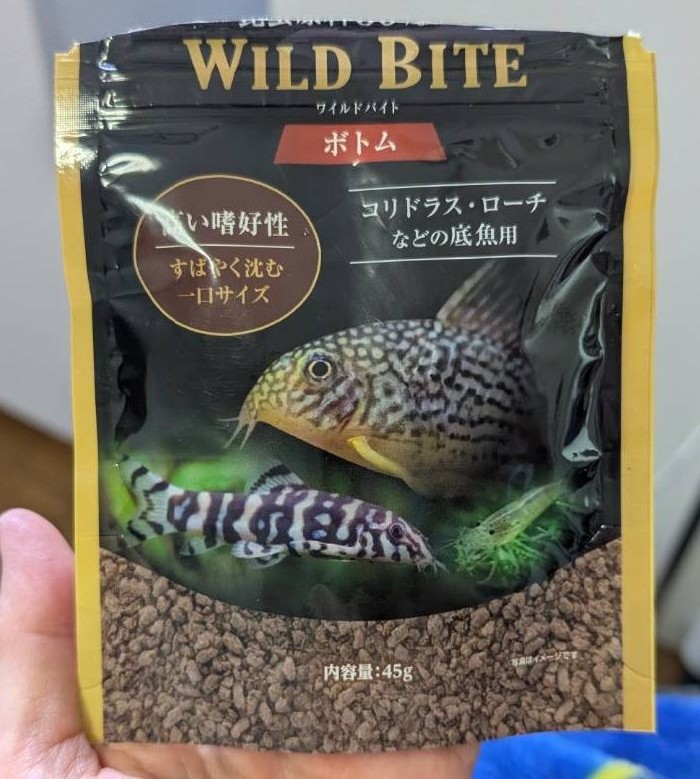 WILD BITE
ワイルドバイト
ボトム
高い嗜好性
すばやく沈む
一口サイズ
コリドラス・ローチ
などの底魚用
内容量:45g
写真はイメージです